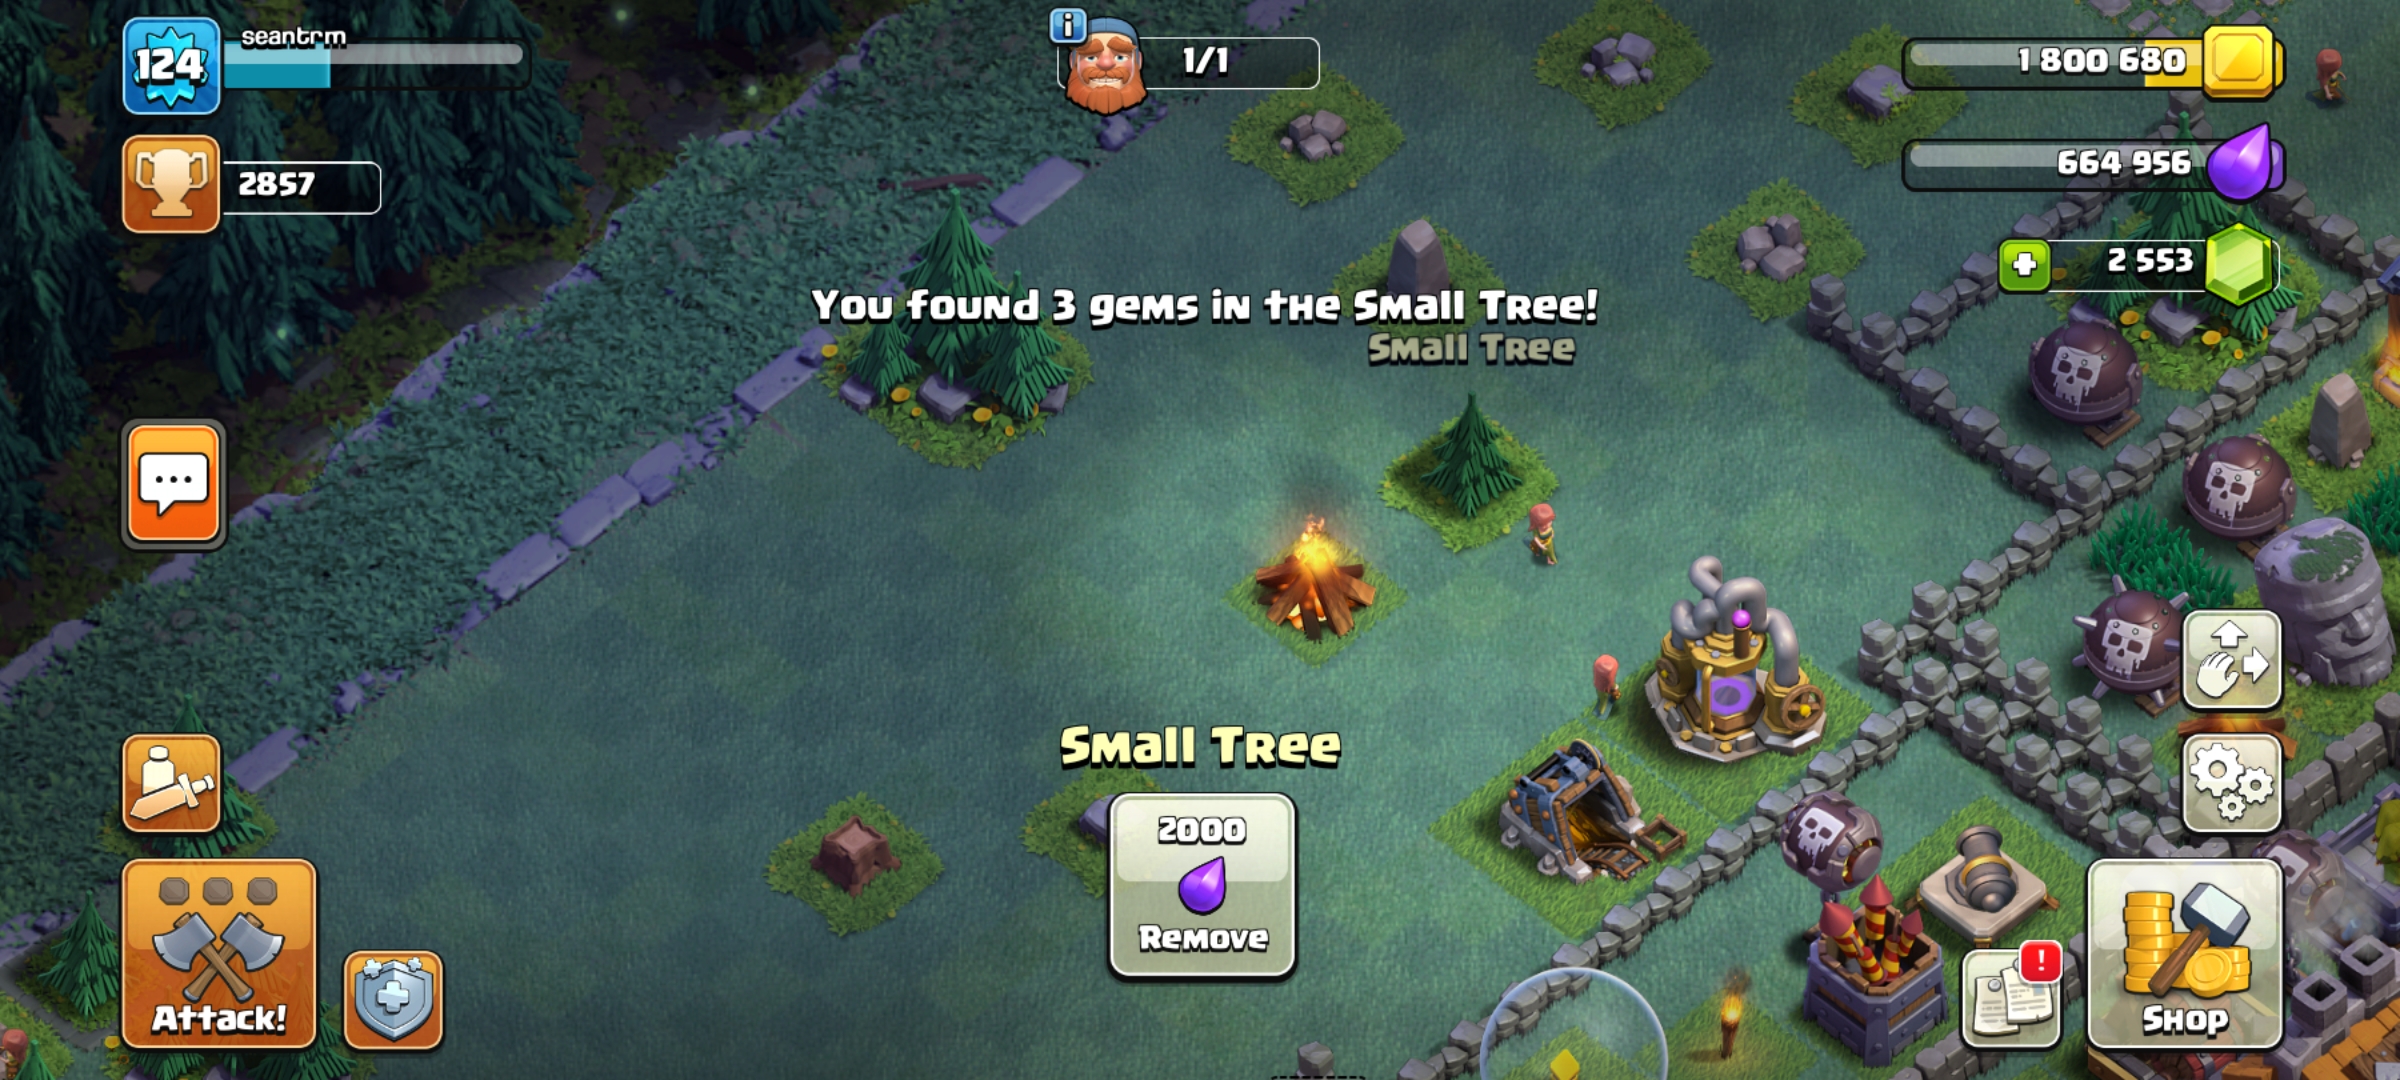 124
seantrm
1/1
1 800 680
2857
664 956
2 553
You found 3 gems in the Small Tree!
Small Tree
Small Tree
2000
Remove
Attack!
!
Shop